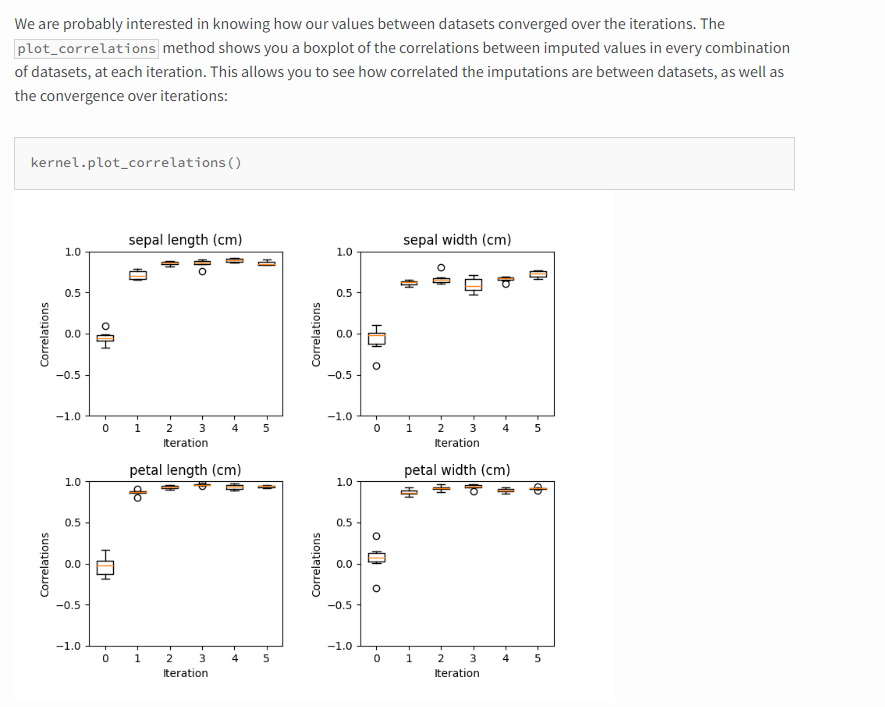 We are probably interested in knowing how our values between datasets converged over the iterations. The
plot_correlations method shows you a boxplot of the correlations between imputed values in every combination
of datasets, at each iteration. This allows you to see how correlated the imputations are between datasets, as well as
the convergence over iterations:
kernel.plot_correlations()
sepal length (cm)
1.0
0.5
0.0
−0.5
−1.0
Correlations
0 1 2 3 4 5
Iteration
sepal width (cm)
1.0
0.5
0.0
−0.5
−1.0
Correlations
0 1 2 3 4 5
Iteration
petal length (cm)
1.0
0.5
0.0
−0.5
−1.0
Correlations
0 1 2 3 4 5
Iteration
petal width (cm)
1.0
0.5
0.0
−0.5
−1.0
Correlations
0 1 2 3 4 5
Iteration